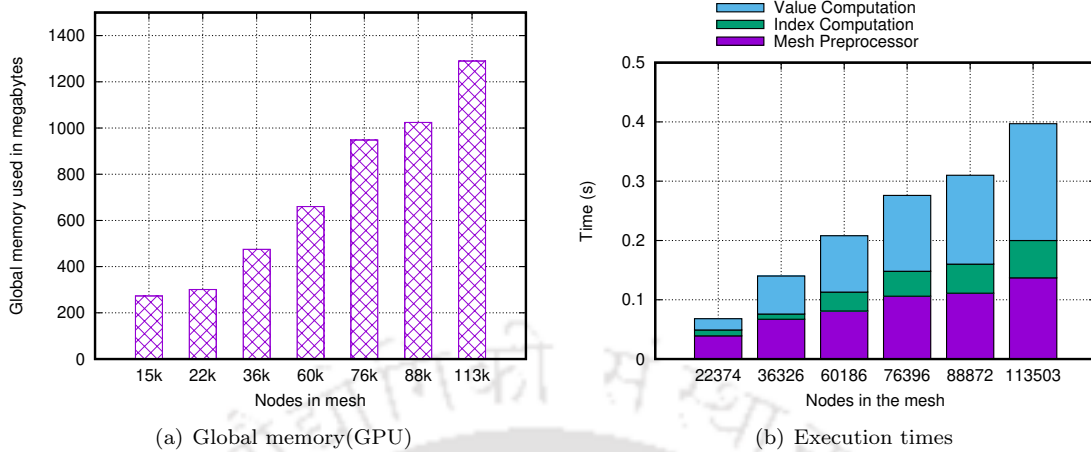 Global memory used in megabytes
1400
1200
1000
800
600
400
200
0
15k 22k 36k 60k 76k 88k 113k
Nodes in mesh
(a) Global memory(GPU)
Value Computation
Index Computation
Mesh Preprocessor
Time (s)
0.5
0.4
0.3
0.2
0.1
0
22374 36326 60186 76396 88872 113503
Nodes in the mesh
(b) Execution times